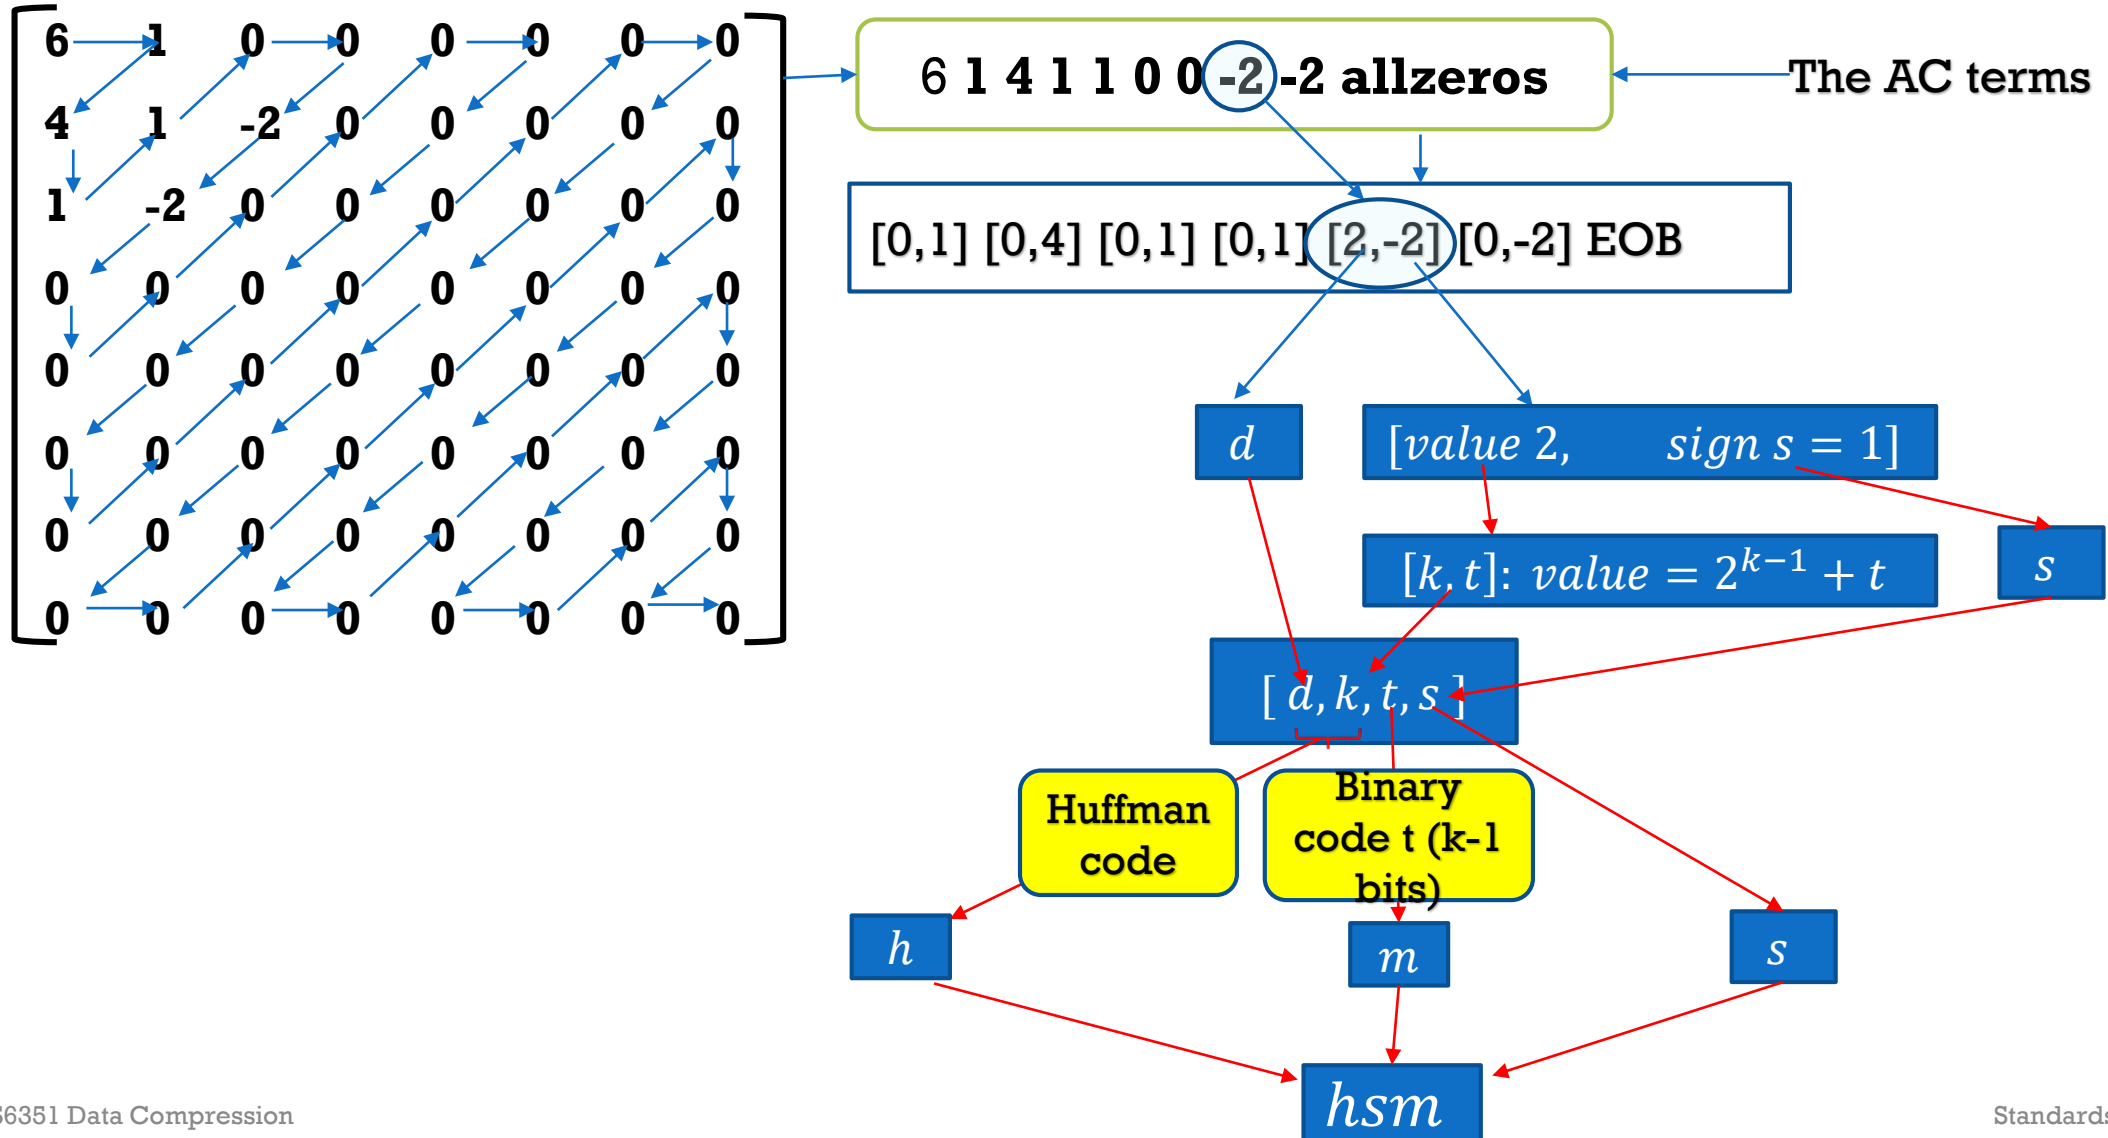 6 1 0 0 0 0 0 0
4 1 -2 0 0 0 0 0
1 -2 0 0 0 0 0 0
0 0 0 0 0 0 0 0
0 0 0 0 0 0 0 0
0 0 0 0 0 0 0 0
0 0 0 0 0 0 0 0
0 0 0 0 0 0 0 0
6 1 4 1 1 0 0 -2 -2 allzeros
The AC terms
[0,1] [0,4] [0,1] [0,1] [2,-2] [0,-2] EOB
d
[value 2, sign s = 1]
[k, t]: value = 2^{k-1} + t
s
[ d, k, t, s ]
Huffman
code
Binary
code t (k-1
bits)
h
m
s
hsm
S6351 Data Compression
Standards